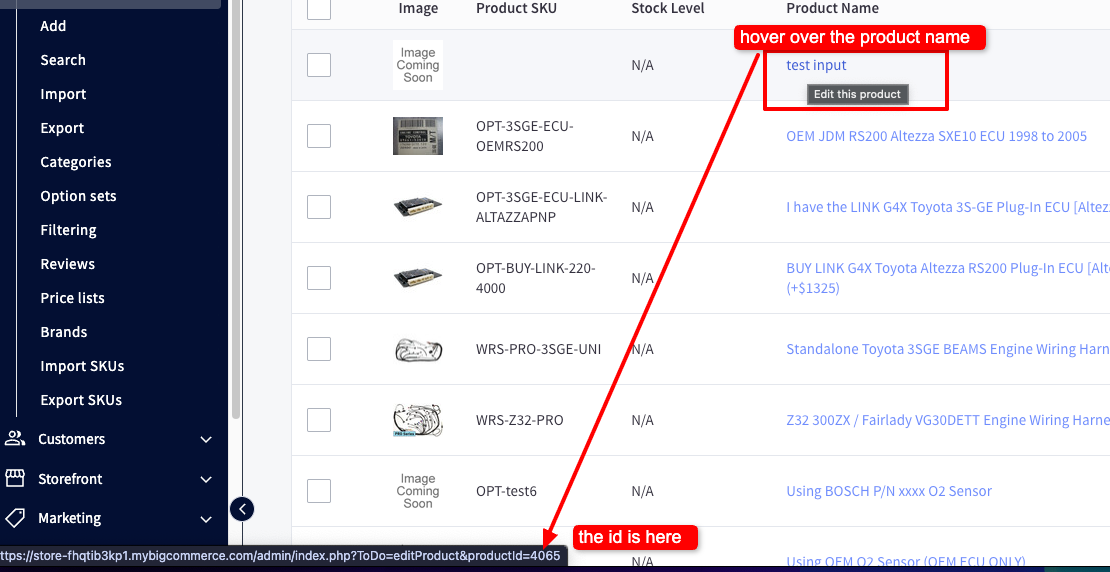 Image Product SKU Stock Level Product Name
Add
hover over the product name
Search
Image
Coming
Soon
N/A
test input
Edit this product
Import
Export
OPT-3SGE-ECU-
OEMRS200
N/A
OEM JDM RS200 Altezza SXE10 ECU 1998 to 2005
Categories
Option sets
OPT-3SGE-ECU-LINK-
ALTAZZAPNP
N/A
I have the LINK G4X Toyota 3S-GE Plug-In ECU [Altez
Filtering
Reviews
OPT-BUY-LINK-220-
4000
N/A
BUY LINK G4X Toyota Altezza RS200 Plug-In ECU [Alt
(+$1325)
Price lists
Brands
WRS-PRO-3SGE-UNI
N/A
Standalone Toyota 3SGE BEAMS Engine Wiring Harn
Import SKUs
Export SKUs
WRS-Z32-PRO
N/A
Z32 300ZX / Fairlady VG30DETT Engine Wiring Harne
Customers
Storefront
Image
Coming
Soon
OPT-test6
N/A
Using BOSCH P/N xxxx O2 Sensor
Marketing
the id is here
ttps://store-fhqtib3kp1.mybigcommerce.com/admin/index.php?ToDo=editProduct&productId=4065
N/A
Using OEM O2 Sensor (OEM ECU ONLY)